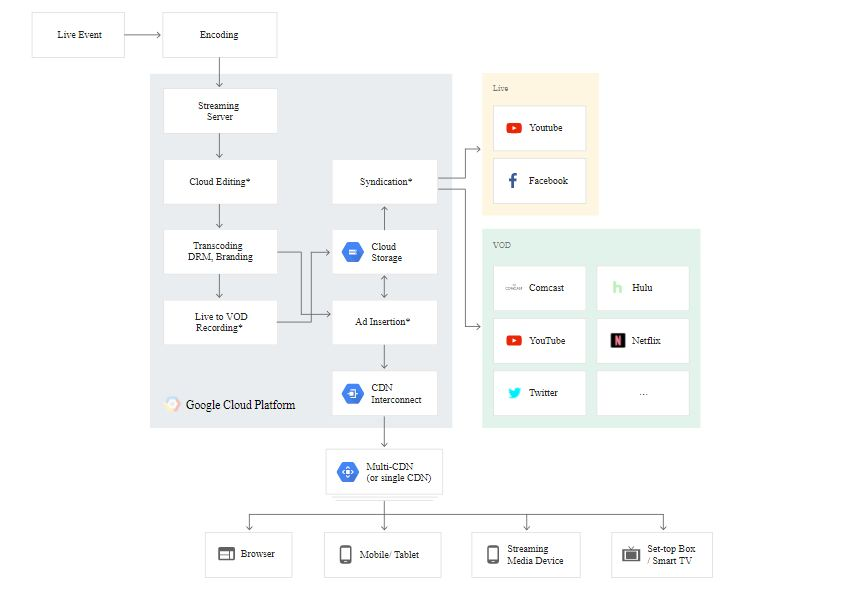 Live Event
Encoding
Streaming
Server
Cloud Editing*
Transcoding
DRM, Branding
Live to VOD
Recording*
Syndication*
Cloud
Storage
Ad Insertion*
CDN
Interconnect
Google Cloud Platform
Live
Youtube
Facebook
VOD
COMCAST
Comcast
h
Hulu
YouTube
N
Netflix
Twitter
...
Multi-CDN
(or single CDN)
Browser
Mobile/ Tablet
Streaming
Media Device
Set-top Box
/ Smart TV